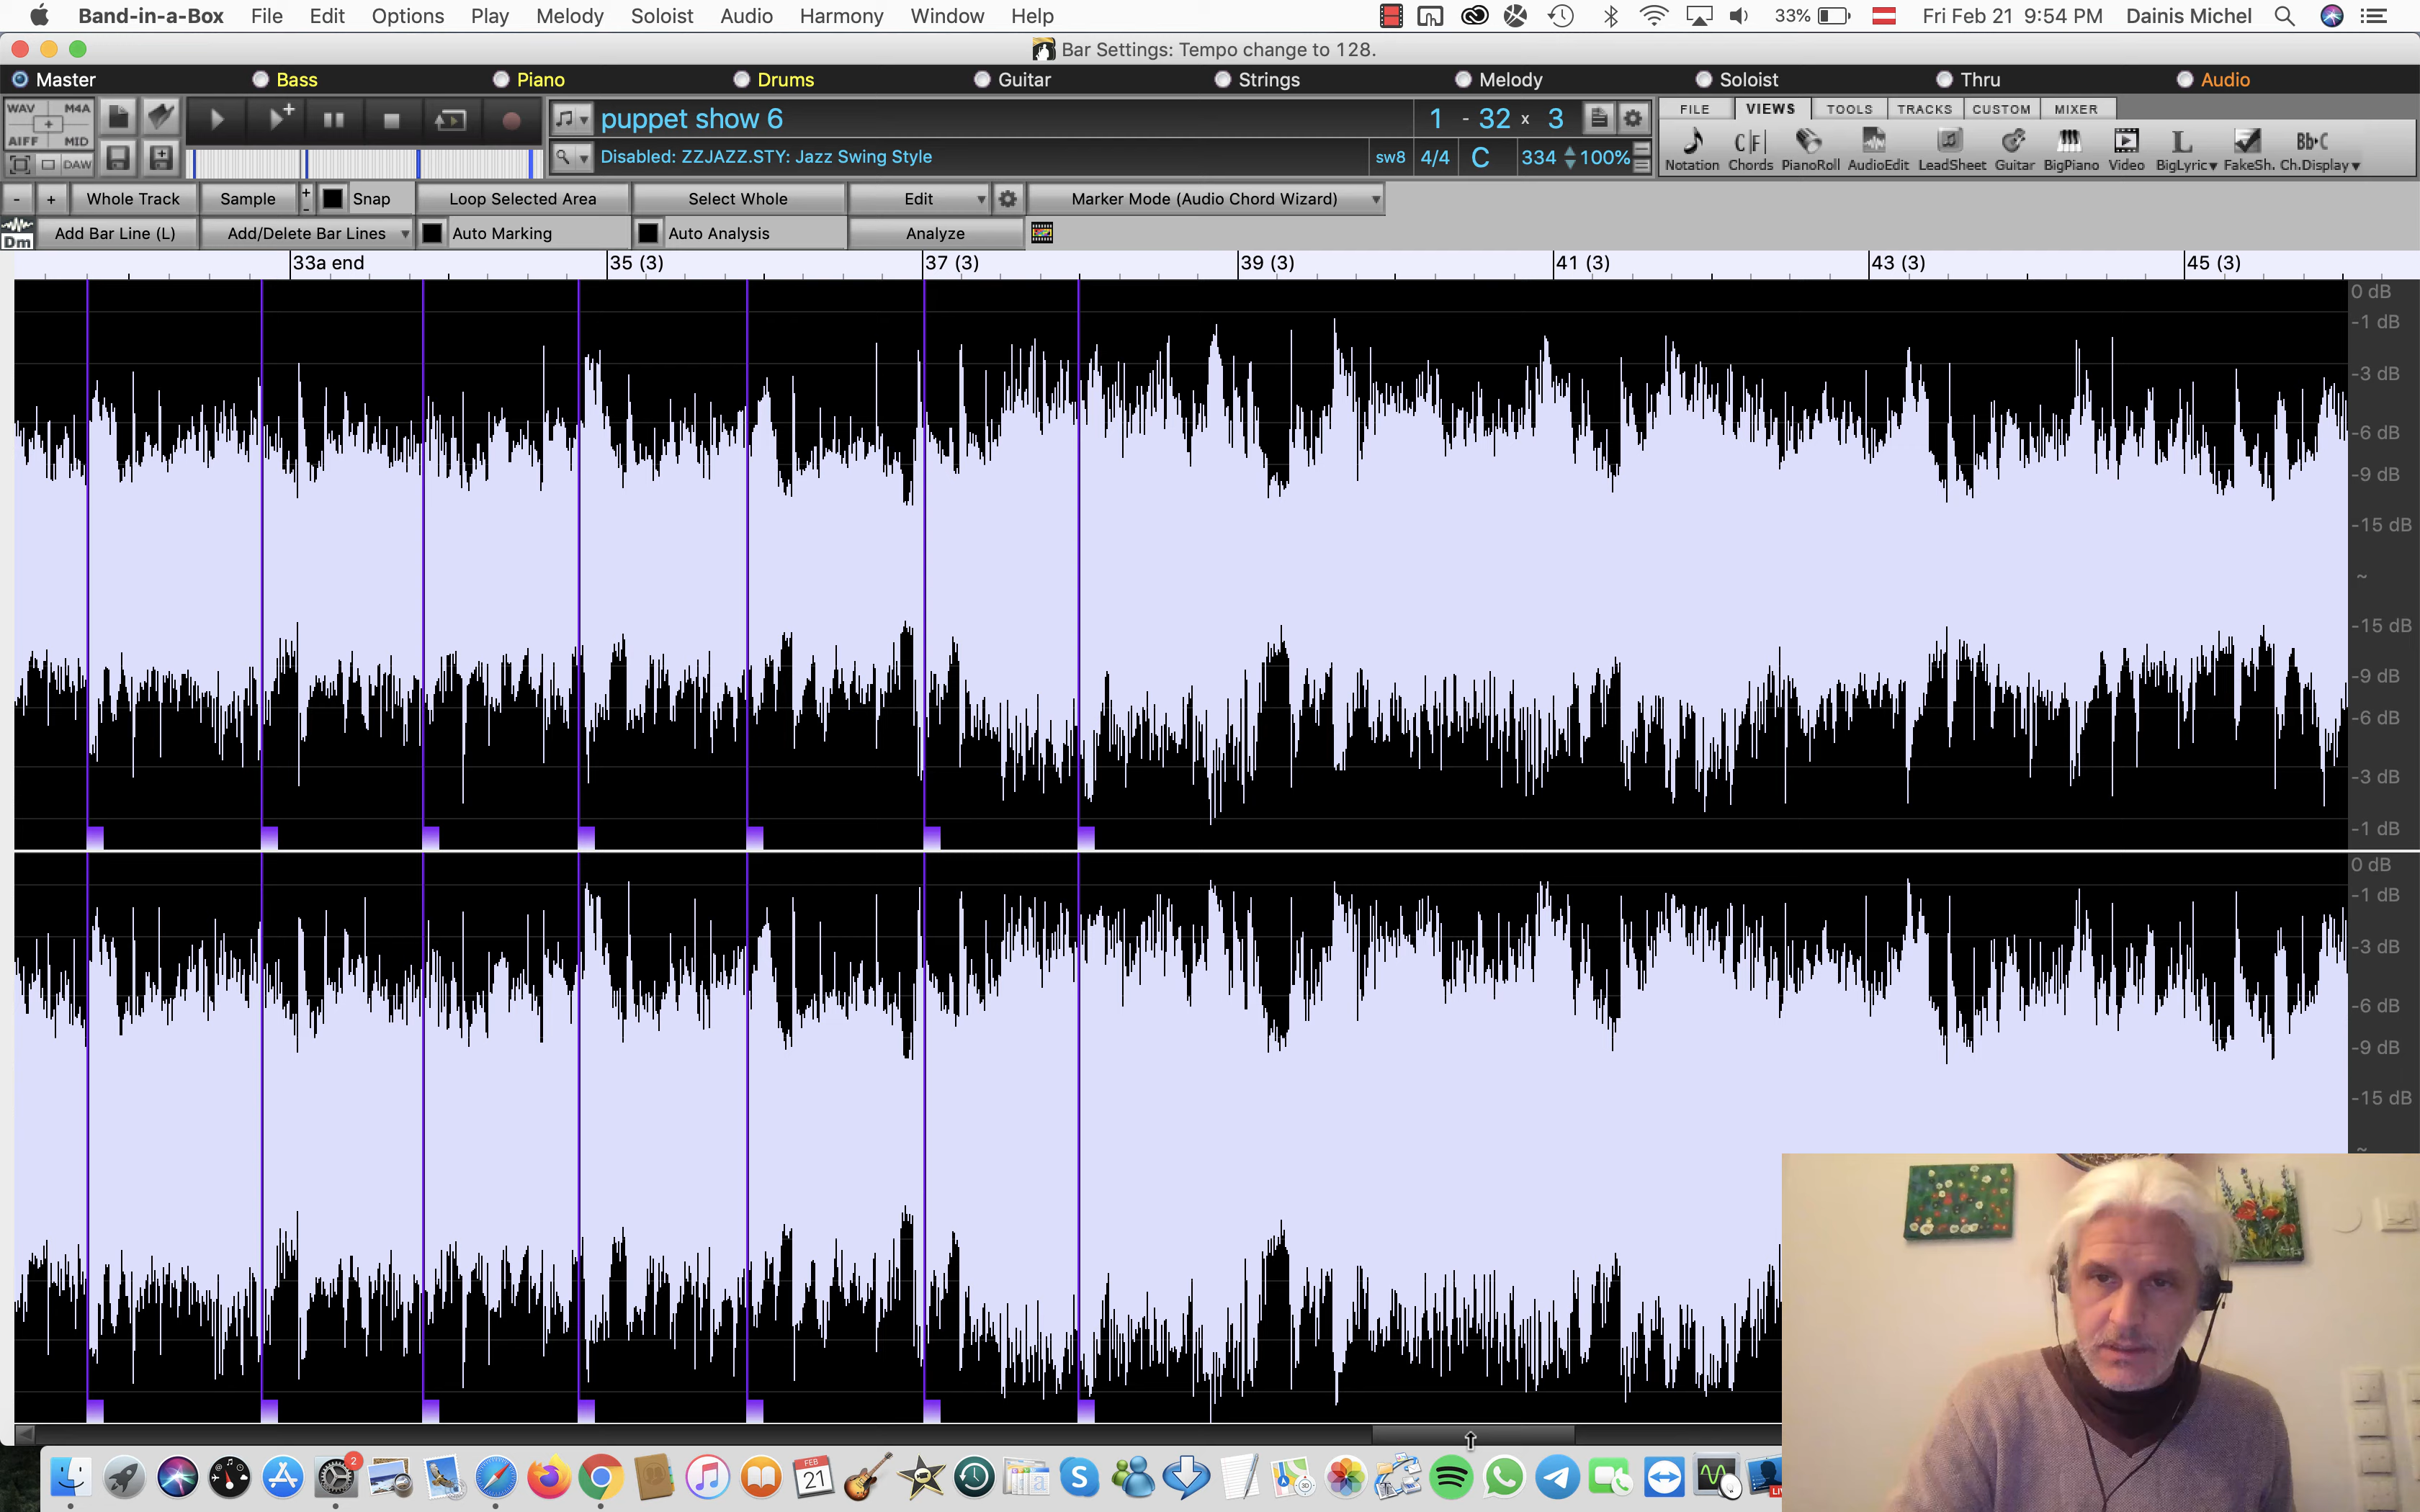 Band-in-a-Box File Edit Options Play Melody Soloist Audio Harmony Window Help 33% Fri Feb 21 9:54 PM Dainis Michel
Bar Settings: Tempo change to 128.
Master Bass Piano Drums Guitar Strings Melody Soloist Thru Audio
WAV M4A
AIFF MID
DAW
puppet show 6 1 - 32 x 3
Disabled: ZZJAZZ.STY: Jazz Swing Style sw8 4/4 C 334 100%
FILE VIEWS TOOLS TRACKS CUSTOM MIXER
C|F| Bb›C
Notation Chords PianoRoll AudioEdit LeadSheet Guitar BigPiano Video BigLyric FakeSh. Ch.Display
- + Whole Track Sample + - Snap Loop Selected Area Select Whole Edit Marker Mode (Audio Chord Wizard)
Dm Add Bar Line (L) Add/Delete Bar Lines Auto Marking Auto Analysis Analyze
33a end 35 (3) 37 (3) 39 (3) 41 (3) 43 (3) 45 (3)
0 dB
-1 dB
-3 dB
-6 dB
-9 dB
-15 dB
~
-15 dB
-9 dB
-6 dB
-3 dB
-1 dB
0 dB
-1 dB
-3 dB
-6 dB
-9 dB
-15 dB
~
2
FEB
21